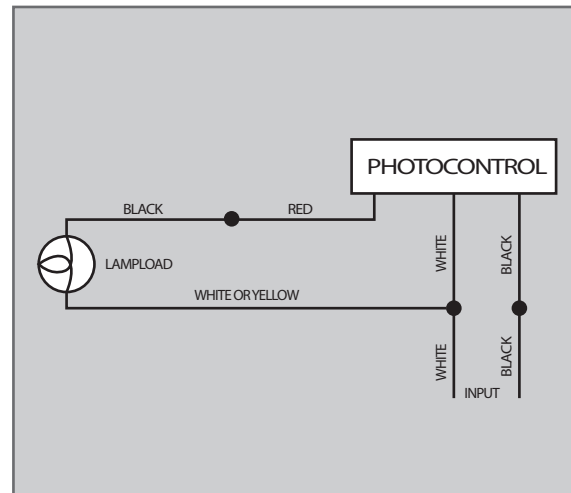 PHOTOCONTROL
BLACK
RED
WHITE
BLACK
LAMPLOAD
WHITE OR YELLOW
WHITE
BLACK
INPUT